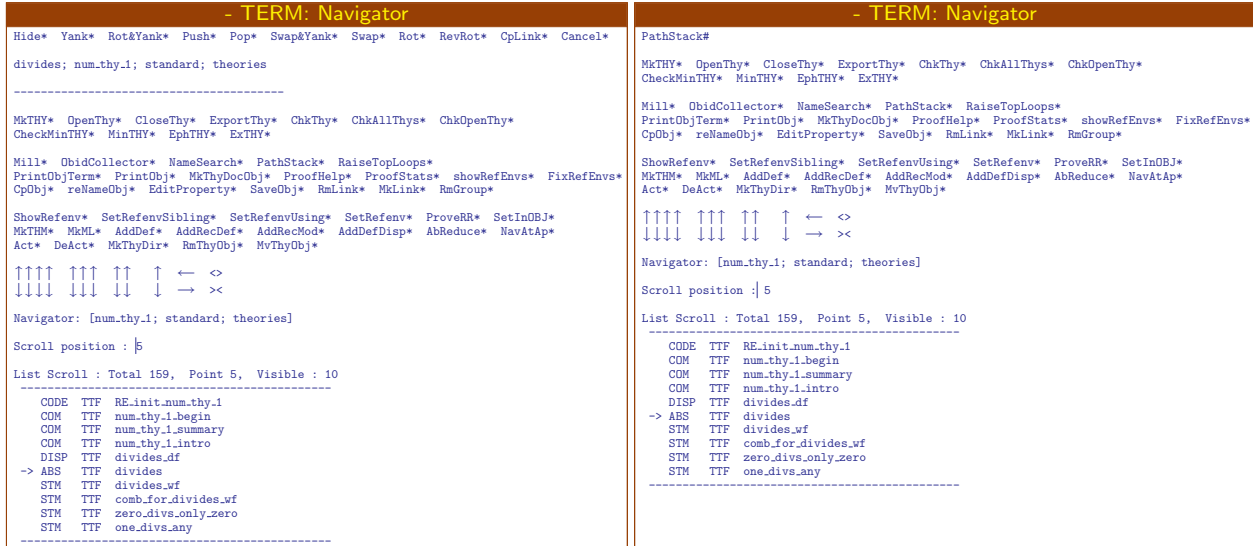 - TERM: Navigator
Hide* Yank* Rot&Yank* Push* Pop* Swap&Yank* Swap* Rot* RevRot* CpLink* Cancel*
divides; num_thy_1; standard; theories
----------------------------------------
MkTHY* OpenThy* CloseThy* ExportThy* ChkThy* ChkAllThys* ChkOpenThy*
CheckMinTHY* MinTHY* EphTHY* ExTHY*
Mill* ObidCollector* NameSearch* PathStack* RaiseTopLoops*
PrintObjTerm* PrintObj* MkThyDocObj* ProofHelp* ProofStats* showRefEnvs* FixRefEnvs*
CpObj* reNameObj* EditProperty* SaveObj* RmLink* MkLink* RmGroup*
ShowRefenv* SetRefenvSibling* SetRefenvUsing* SetRefenv* ProveRR* SetInOBJ*
MkTHM* MkML* AddDef* AddRecDef* AddRecMod* AddDefDisp* AbReduce* NavAtAp*
Act* DeAct* MkThyDir* RmThyObj* MvThyObj*
↑↑↑↑ ↑↑↑ ↑↑ ↑ ← <>
↓↓↓↓ ↓↓↓ ↓↓ ↓ → ><
Navigator: [num_thy_1; standard; theories]
Scroll position : 5
List Scroll : Total 159, Point 5, Visible : 10
----------------------------------------------
CODE TTF RE_init_num_thy_1
COM TTF num_thy_1_begin
COM TTF num_thy_1_summary
COM TTF num_thy_1_intro
DISP TTF divides_df
-> ABS TTF divides
STM TTF divides_wf
STM TTF comb_for_divides_wf
STM TTF zero_divs_only_zero
STM TTF one_divs_any
----------------------------------------------
- TERM: Navigator
PathStack#
MkTHY* OpenThy* CloseThy* ExportThy* ChkThy* ChkAllThys* ChkOpenThy*
CheckMinTHY* MinTHY* EphTHY* ExTHY*
Mill* ObidCollector* NameSearch* PathStack* RaiseTopLoops*
PrintObjTerm* PrintObj* MkThyDocObj* ProofHelp* ProofStats* showRefEnvs* FixRefEnvs*
CpObj* reNameObj* EditProperty* SaveObj* RmLink* MkLink* RmGroup*
ShowRefenv* SetRefenvSibling* SetRefenvUsing* SetRefenv* ProveRR* SetInOBJ*
MkTHM* MkML* AddDef* AddRecDef* AddRecMod* AddDefDisp* AbReduce* NavAtAp*
Act* DeAct* MkThyDir* RmThyObj* MvThyObj*
↑↑↑↑ ↑↑↑ ↑↑ ↑ ← <>
↓↓↓↓ ↓↓↓ ↓↓ ↓ → ><
Navigator: [num_thy_1; standard; theories]
Scroll position : 5
List Scroll : Total 159, Point 5, Visible : 10
----------------------------------------------
CODE TTF RE_init_num_thy_1
COM TTF num_thy_1_begin
COM TTF num_thy_1_summary
COM TTF num_thy_1_intro
DISP TTF divides_df
-> ABS TTF divides
STM TTF divides_wf
STM TTF comb_for_divides_wf
STM TTF zero_divs_only_zero
STM TTF one_divs_any
----------------------------------------------